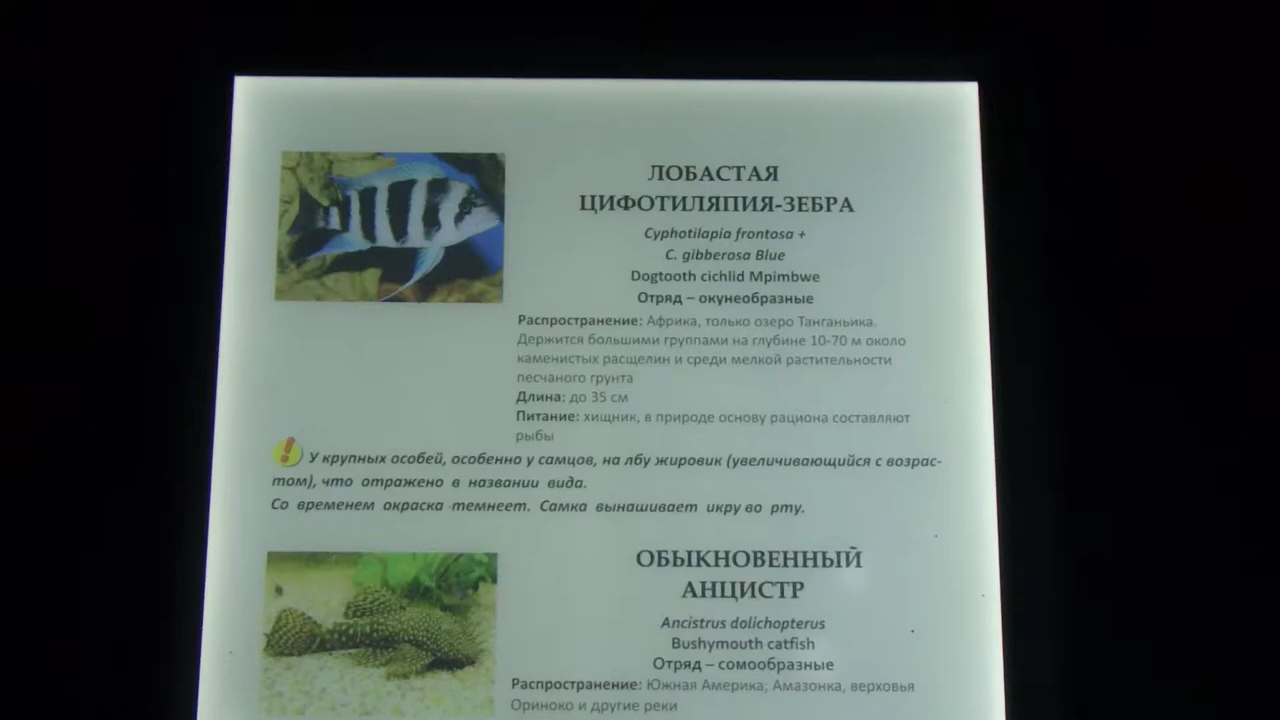 ЛОБАСТАЯ
ЦИФОТИЛЯПИЯ-ЗЕБРА
Cyphotilapia frontosa +
C. gibberosa Blue
Dogtooth cichlid Mpimbwe
Отряд – окунеобразные
Распространение: Африка, только озеро Танганьика.
Держится большими группами на глубине 10-70 м около
каменистых расщелин и среди мелкой растительности
песчаного грунта
Длина: до 35 см
Питание: хищник, в природе основу рациона составляют
рыбы
У крупных особей, особенно у самцов, на лбу жировик (увеличивающийся с возрас-
том), что отражено в названии вида.
Со временем окраска темнеет. Самка вынашивает икру во рту.
ОБЫКНОВЕННЫЙ
АНЦИСТР
Ancistrus dolichopterus
Bushymouth catfish
Отряд – сомообразные
Распространение: Южная Америка; Амазонка, верховья
Ориноко и другие реки